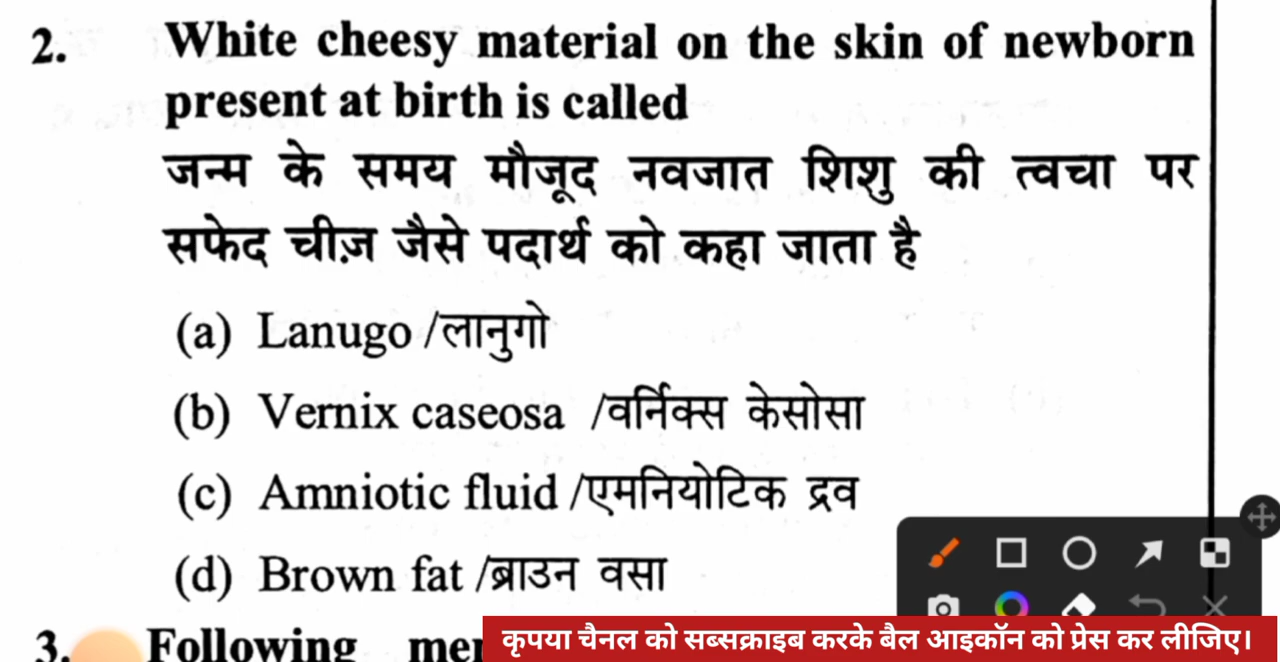 2. White cheesy material on the skin of newborn
present at birth is called
जन्म के समय मौजूद नवजात शिशु की त्वचा पर
सफेद चीज़ जैसे पदार्थ को कहा जाता है
(a) Lanugo /लानुगो
(b) Vernix caseosa /वर्निक्स केसोसा
(c) Amniotic fluid /एमनियोटिक द्रव
(d) Brown fat /ब्राउन वसा
3. Following
कृपया चैनल को सब्सक्राइब करके बैल आइकॉन को प्रेस कर लीजिए।